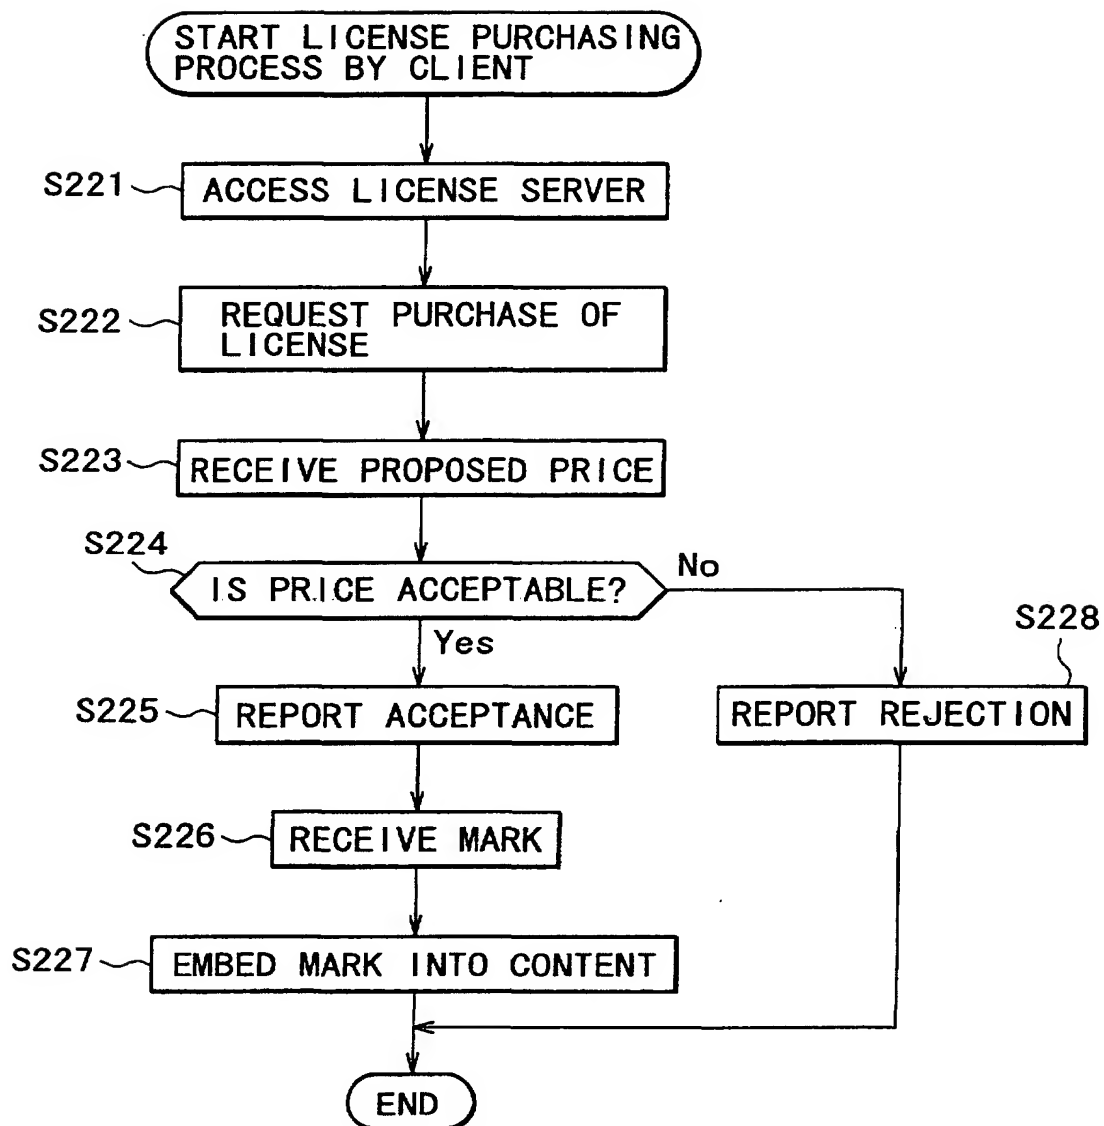 START LICENSE PURCHASING
PROCESS BY CLIENT
S221
ACCESS LICENSE SERVER
S222
REQUEST PURCHASE OF
LICENSE
S223
RECEIVE PROPOSED PRICE
S224
IS PRICE ACCEPTABLE?
No
Yes
S228
S225
REPORT ACCEPTANCE
REPORT REJECTION
S226
RECEIVE MARK
S227
EMBED MARK INTO CONTENT
END